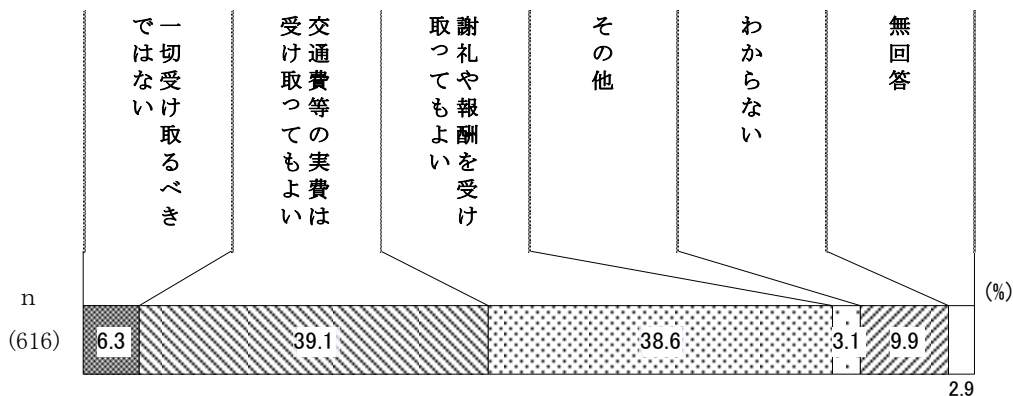 一切受け取るべき
ではない
交通費等の実費は
受け取ってもよい
謝礼や報酬を受け
取ってもよい
その他
わからない
無回答
(%)
n
(616)
6.3
39.1
38.6
3.1
9.9
2.9